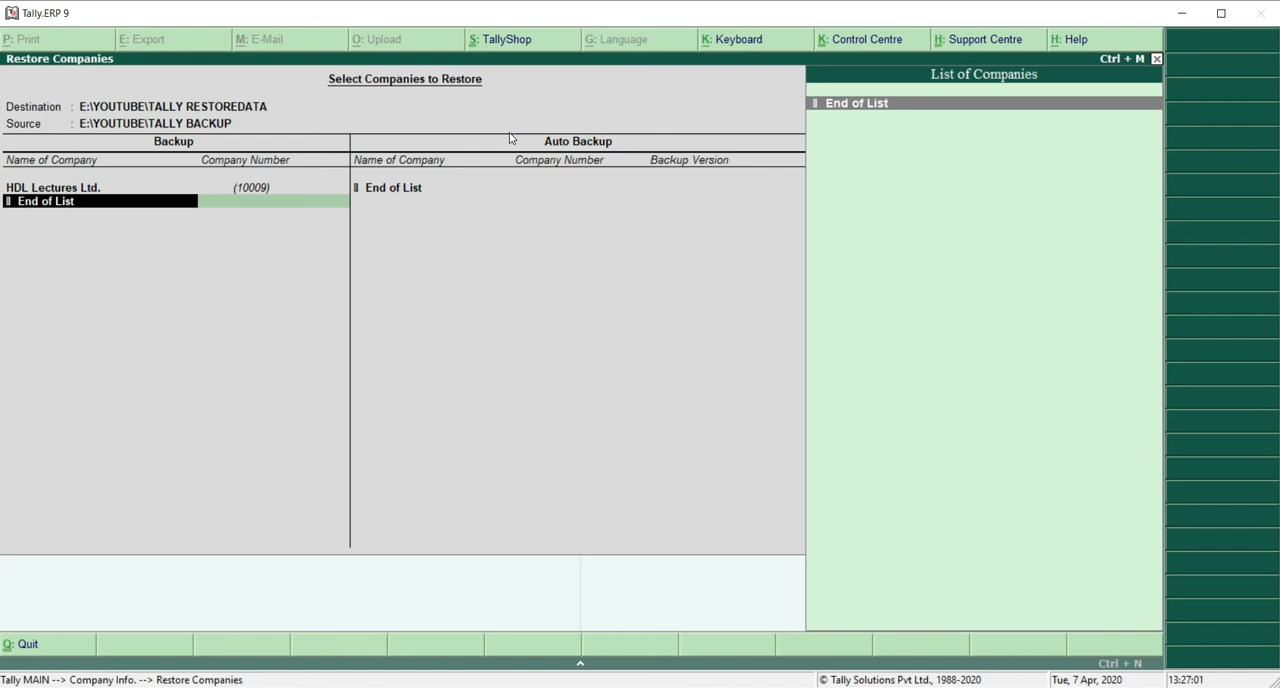 Tally.ERP 9
P: Print E: Export M: E-Mail O: Upload S: TallyShop G: Language K: Keyboard K: Control Centre H: Support Centre H: Help
Restore Companies Ctrl + M
Select Companies to Restore
Destination : E:\YOUTUBE\TALLY RESTOREDATA
Source : E:\YOUTUBE\TALLY BACKUP
Backup Auto Backup
Name of Company Company Number Name of Company Company Number Backup Version
HDL Lectures Ltd. (10009) End of List
End of List
List of Companies
End of List
Q: Quit
Ctrl + N
Tally MAIN --> Company Info. --> Restore Companies © Tally Solutions Pvt Ltd., 1988-2020 Tue, 7 Apr, 2020 13:27:01